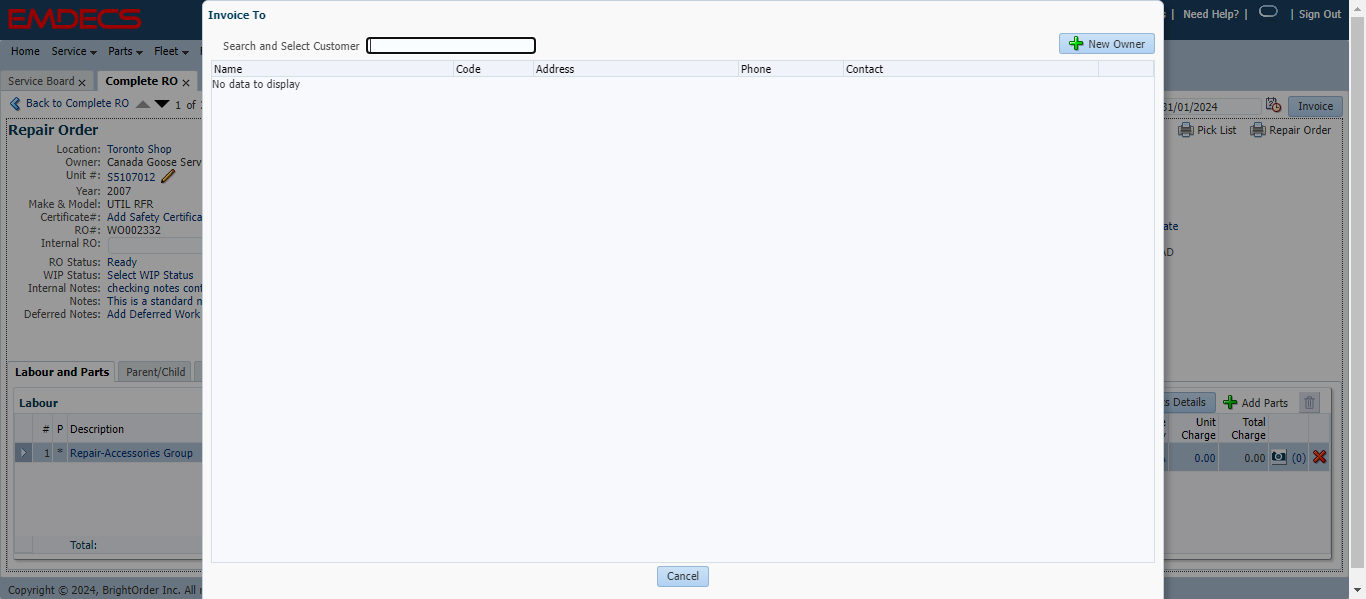 EMDECS
Need Help? |
| Sign Out
Home Service Parts Fleet
Service Board x
Complete RO x
Back to Complete RO 1 of
Invoice To
Search and Select Customer
New Owner
Name Code Address Phone Contact
No data to display
Cancel
31/01/2024 Invoice
Pick List Repair Order
Repair Order
Location: Toronto Shop
Owner: Canada Goose Serv
Unit #: S5107012
Year: 2007
Make & Model: UTIL RFR
Certificate#: Add Safety Certifica
RO#: WO002332
Internal RO:
RO Status: Ready
WIP Status: Select WIP Status
Internal Notes: checking notes cont
Notes: This is a standard n
Deferred Notes: Add Deferred Work
Labour and Parts Parent/Child
Labour
# P Description
1 * Repair-Accessories Group
Total:
Details Add Parts
Unit Charge Total Charge
0.00 0.00 (0)
Copyright © 2024, BrightOrder Inc. All